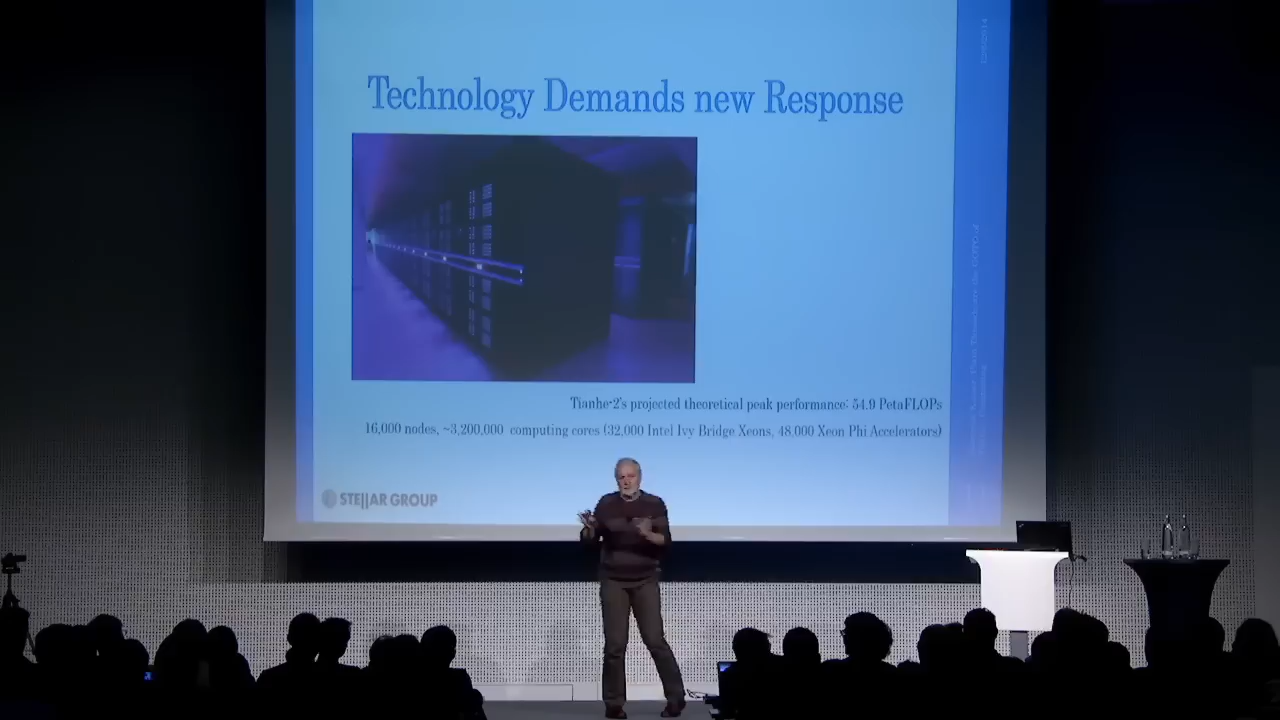 Technology Demands new Response
Tianhe-2's projected theoretical peak performance: 54.9 PetaFLOPs
16,000 nodes, ~3,200,000 computing cores (32,000 Intel Ivy Bridge Xeons, 48,000 Xeon Phi Accelerators)
STE||AR GROUP